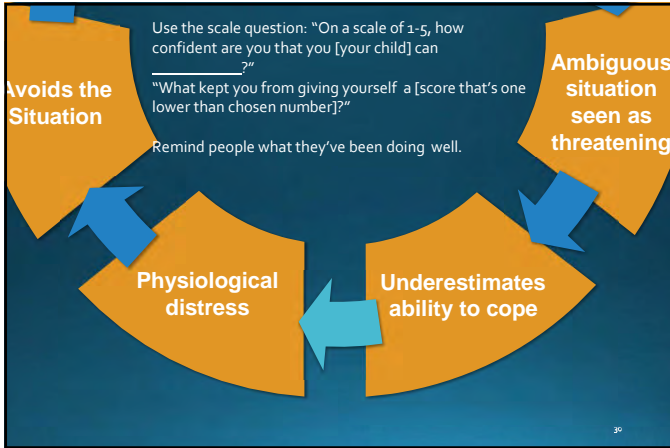 Use the scale question: “On a scale of 1-5, how
confident are you that you [your child] can
__________?”
“What kept you from giving yourself a [score that’s one
lower than chosen number]?”
Remind people what they’ve been doing well.
Avoids the
Situation
Ambiguous
situation
seen as
threatening
Physiological
distress
Underestimates
ability to cope
30